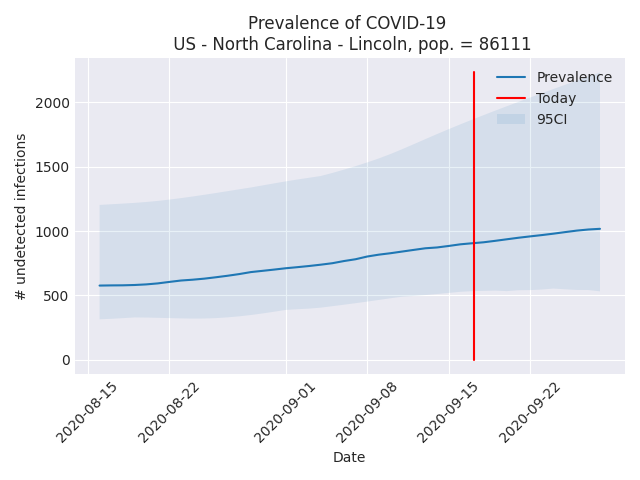 Prevalence of COVID-19
US - North Carolina - Lincoln, pop. = 86111
Prevalence
Today
95CI
# undetected infections
2000
1500
1000
500
0
2020-08-15
2020-08-22
2020-09-01
2020-09-08
2020-09-15
2020-09-22
Date